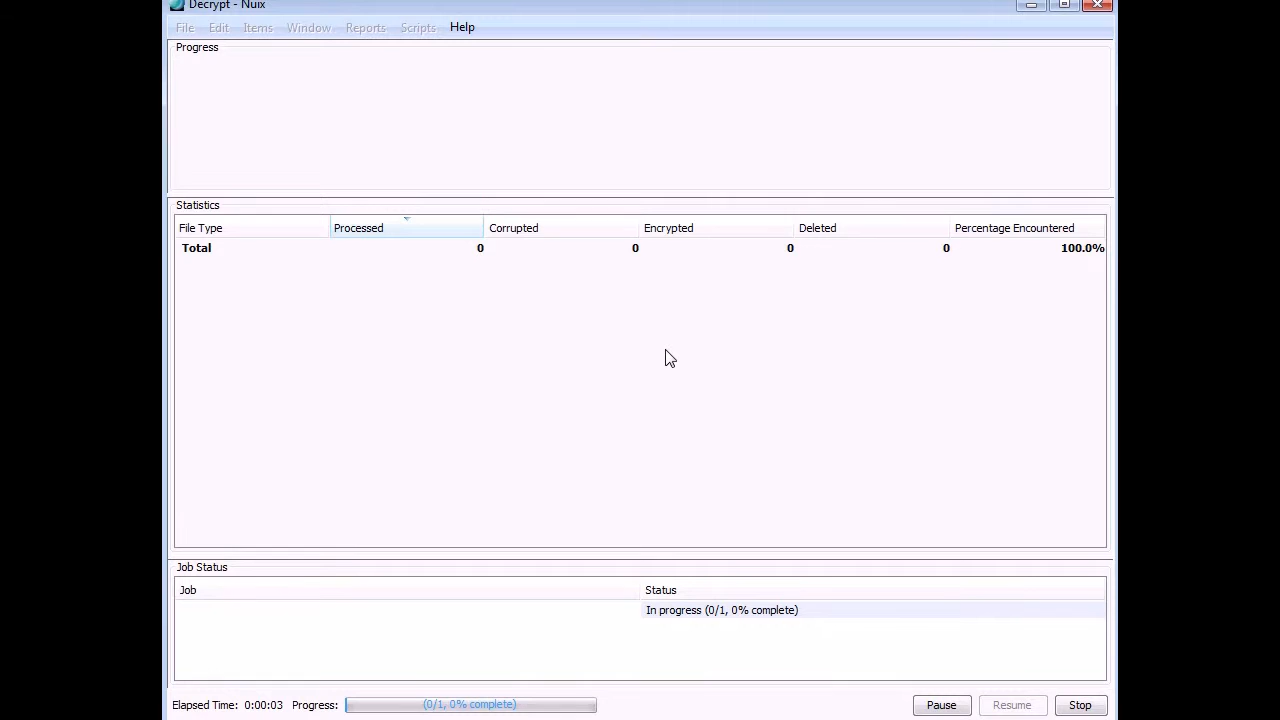 Decrypt - Nuix
File Edit Items Window Reports Scripts Help
Progress
Statistics
File Type Processed Corrupted Encrypted Deleted Percentage Encountered
Total 0 0 0 0 100.0%
Job Status
Job Status
In progress (0/1, 0% complete)
Elapsed Time: 0:00:03 Progress: (0/1, 0% complete) Pause Resume Stop